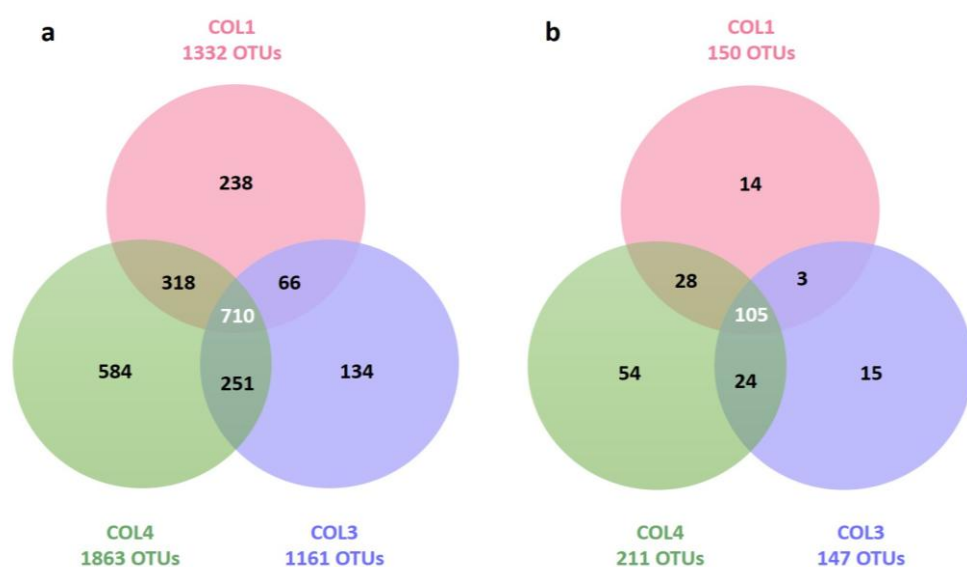 a
COL1
1332 OTUs
238
318
66
710
584
251
134
COL4
1863 OTUs
COL3
1161 OTUs
b
COL1
150 OTUs
14
28
3
105
54
24
15
COL4
211 OTUs
COL3
147 OTUs